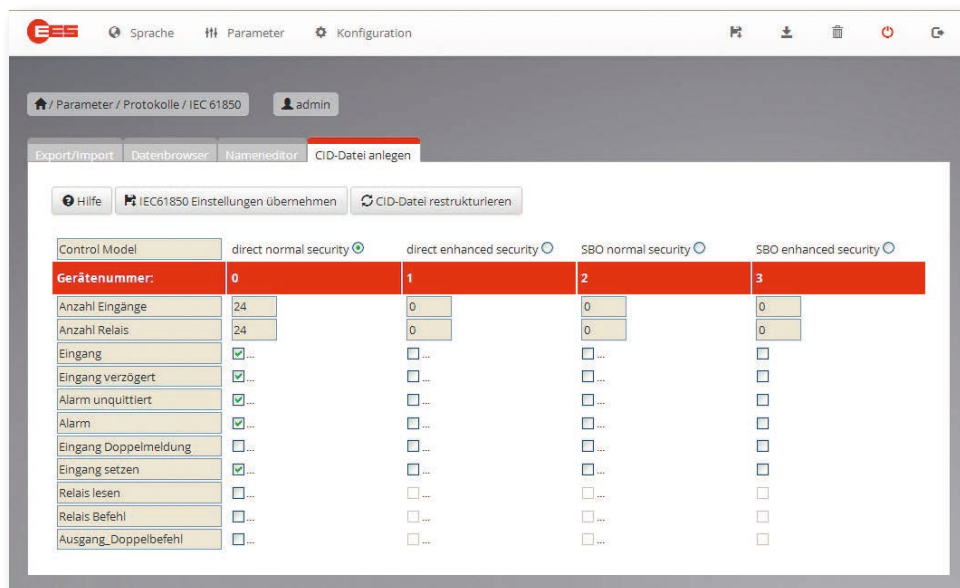 EES Sprache Parameter Konfiguration
/ Parameter / Protokolle / IEC 61850 admin
Export/Import Datenbrowser Nameneditor CID-Datei anlegen
Hilfe IEC61850 Einstellungen übernehmen CID-Datei restrukturieren
Control Model direct normal security direct enhanced security SBO normal security SBO enhanced security
Gerätenummer: 0 1 2 3
Anzahl Eingänge 24 0 0 0
Anzahl Relais 24 0 0 0
Eingang ... ... ...
Eingang verzögert ... ... ...
Alarm unquittiert ... ... ...
Alarm ... ... ...
Eingang Doppelmeldung ... ... ...
Eingang setzen ... ... ...
Relais lesen ... ... ...
Relais Befehl ... ... ...
Ausgang_Doppelbefehl ... ... ...